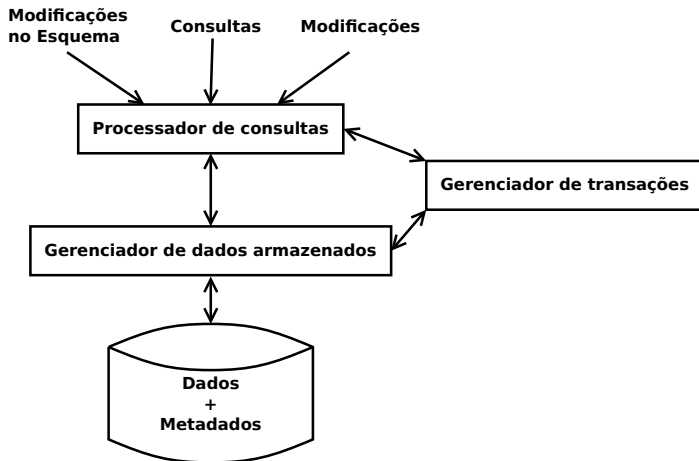 Modificações
no Esquema
Consultas
Modificações
Processador de consultas
Gerenciador de transações
Gerenciador de dados armazenados
Dados
+
Metadados